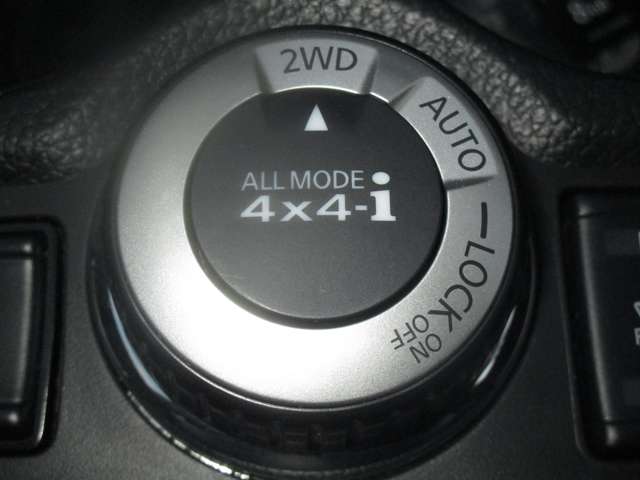 2WD
AUTO
LOCK
ON
OFF
ALL MODE
4x4-i